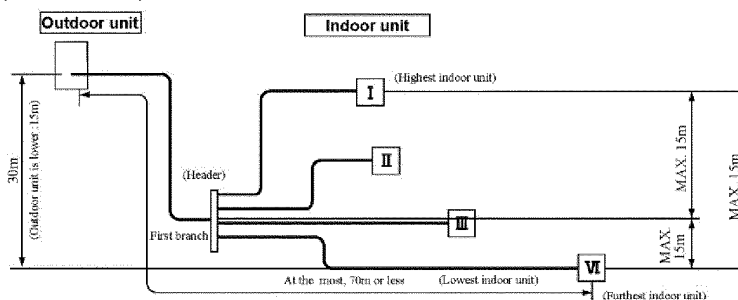 Outdoor unit
Indoor unit
I
(Highest indoor unit)
II
(Header)
First branch
III
VI
30m
(Outdoor unit is lower :15m)
MAX. 15m
MAX. 15m
MAX. 15m
At the most, 70m or less
(Lowest indoor unit)
(Furthest indoor unit)